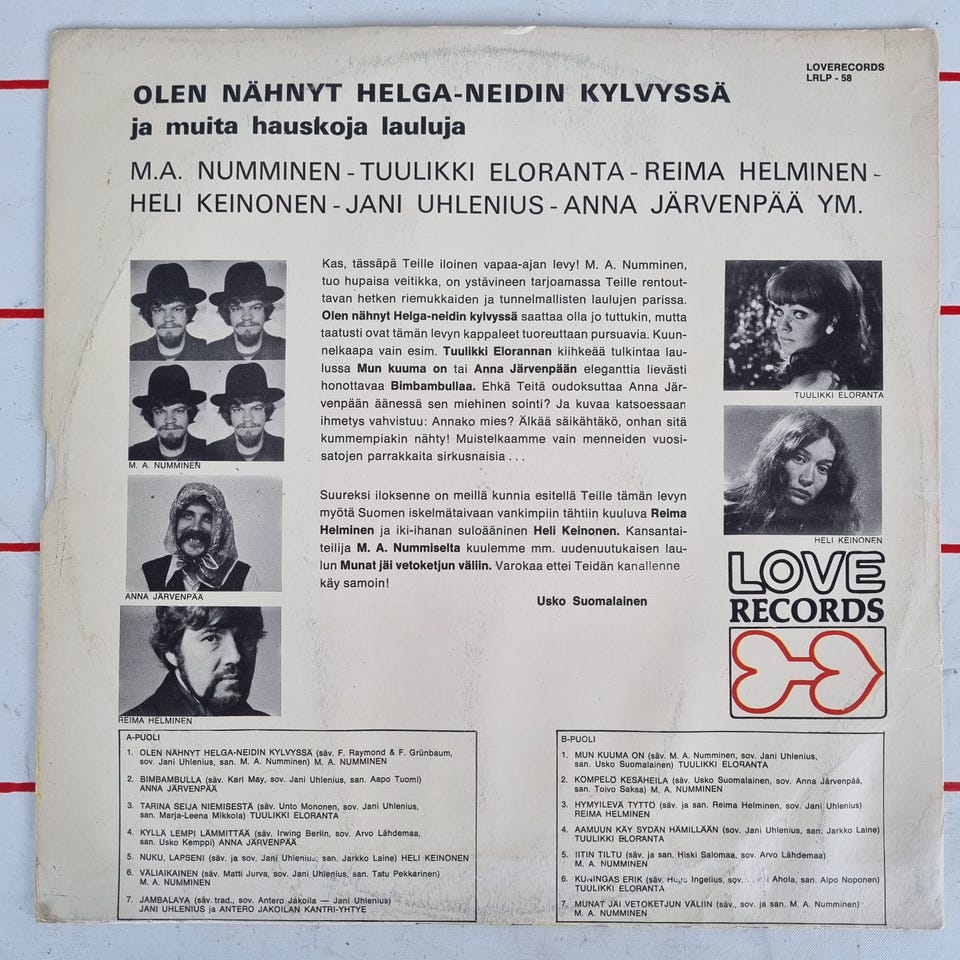 LOVERECORDS
LRLP - 58
OLEN NÄHNYT HELGA-NEIDIN KYLVYSSÄ
ja muita hauskoja lauluja
M.A. NUMMINEN - TUULIKKI ELORANTA - REIMA HELMINEN -
HELI KEINONEN - JANI UHLENIUS - ANNA JÄRVENPÄÄ YM.
Kas, tässäpä Teille iloinen vapaa-ajan levy! M. A. Numminen,
tuo hupaisa veitikka, on ystävineen tarjoamassa Teille rentout-
tavan hetken riemukkaiden ja tunnelmallisten laulujen parissa.
Olen nähnyt Helga-neidin kylvyssä saattaa olla jo tuttukin, mutta
taatusti ovat tämän levyn kappaleet tuoreuttaan pursuavia. Kuun-
nelkaapa vain esim. Tuulikki Elorannan kiihkeää tulkintaa lau-
lussa Mun kuuma on tai Anna Järvenpään eleganttia lievästi
honottavaa Bimbambullaa. Ehkä Teitä oudoksuttaa Anna Jär-
venpään äänessä sen miehinen sointi? Ja kuvaa katsoessaan
ihmetys vahvistuu: Annako mies? Älkää säikähtäkö, onhan sitä
kummempiakin nähty! Muistelkaamme vain menneiden vuosi-
satojen parrakkaita sirkusnaisia . . .
Suureksi iloksenne on meillä kunnia esitellä Teille tämän levyn
myötä Suomen iskelmätaivaan vankimpiin tähtiin kuuluva Reima
Helminen ja iki-ihanan suloääninen Heli Keinonen. Kansantai-
teilija M. A. Nummiselta kuulemme mm. uudenuutukaisen lau-
lun Munat jäi vetoketjun väliin. Varokaa ettei Teidän kanallenne
käy samoin!
Usko Suomalainen
M. A. NUMMINEN
ANNA JÄRVENPÄÄ
REIMA HELMINEN
TUULIKKI ELORANTA
HELI KEINONEN
LOVE
RECORDS
A-PUOLI
1. OLEN NÄHNYT HELGA-NEIDIN KYLVYSSÄ (säv. F. Raymond & F. Grünbaum,
sov. Jani Uhlenius, san. M. A. Numminen) M. A. NUMMINEN
2. BIMBAMBULLA (säv. Karl May, sov. Jani Uhlenius, san. Aapo Tuomi)
ANNA JÄRVENPÄÄ
3. TARINA SEIJA NIEMISESTÄ (säv. Unto Mononen, sov. Jani Uhlenius,
san. Marja-Leena Mikkola) TUULIKKI ELORANTA
4. KYLLÄ LEMPI LÄMMITTÄÄ (säv. Irwing Berlin, sov. Arvo Lähdemaa,
san. Usko Kemppi) ANNA JÄRVENPÄÄ
5. NUKU, LAPSENI (säv. ja sov. Jani Uhlenius, san. Jarkko Laine) HELI KEINONEN
6. VÄLIAIKAINEN (säv. Matti Jurva, sov. Jani Uhlenius, san. Tatu Pekkarinen)
M. A. NUMMINEN
7. JAMBALAYA (säv. trad., sov. Antero Jakoila — Jani Uhlenius)
JANI UHLENIUS ja ANTERO JAKOILAN KANTRI-YHTYE
B-PUOLI
1. MUN KUUMA ON (säv. M. A. Numminen, sov. Jani Uhlenius,
san. Usko Suomalainen) TUULIKKI ELORANTA
2. KÖMPELÖ KESÄHEILA (säv. Usko Suomalainen, sov. Anna Järvenpää,
san. Toivo Saksa) M. A. NUMMINEN
3. HYMYILEVÄ TYTTÖ (säv. ja san. Reima Helminen, sov. Jani Uhlenius)
REIMA HELMINEN
4. AAMUUN KÄY SYDÄN HÄMILLÄÄN (sov. Jani Uhlenius, san. Jarkko Laine)
TUULIKKI ELORANTA
5. IITIN TILTU (säv. ja san. Hiski Salomaa, sov. Arvo Lähdemaa)
M. A. NUMMINEN
6. KUNINGAS ERIK (säv. Hugo Ingelius, sov. Ahola, san. Alpo Noponen)
TUULIKKI ELORANTA
7. MUNAT JÄI VETOKETJUN VÄLIIN (säv., sov. ja san. M. A. Numminen)
M. A. NUMMINEN